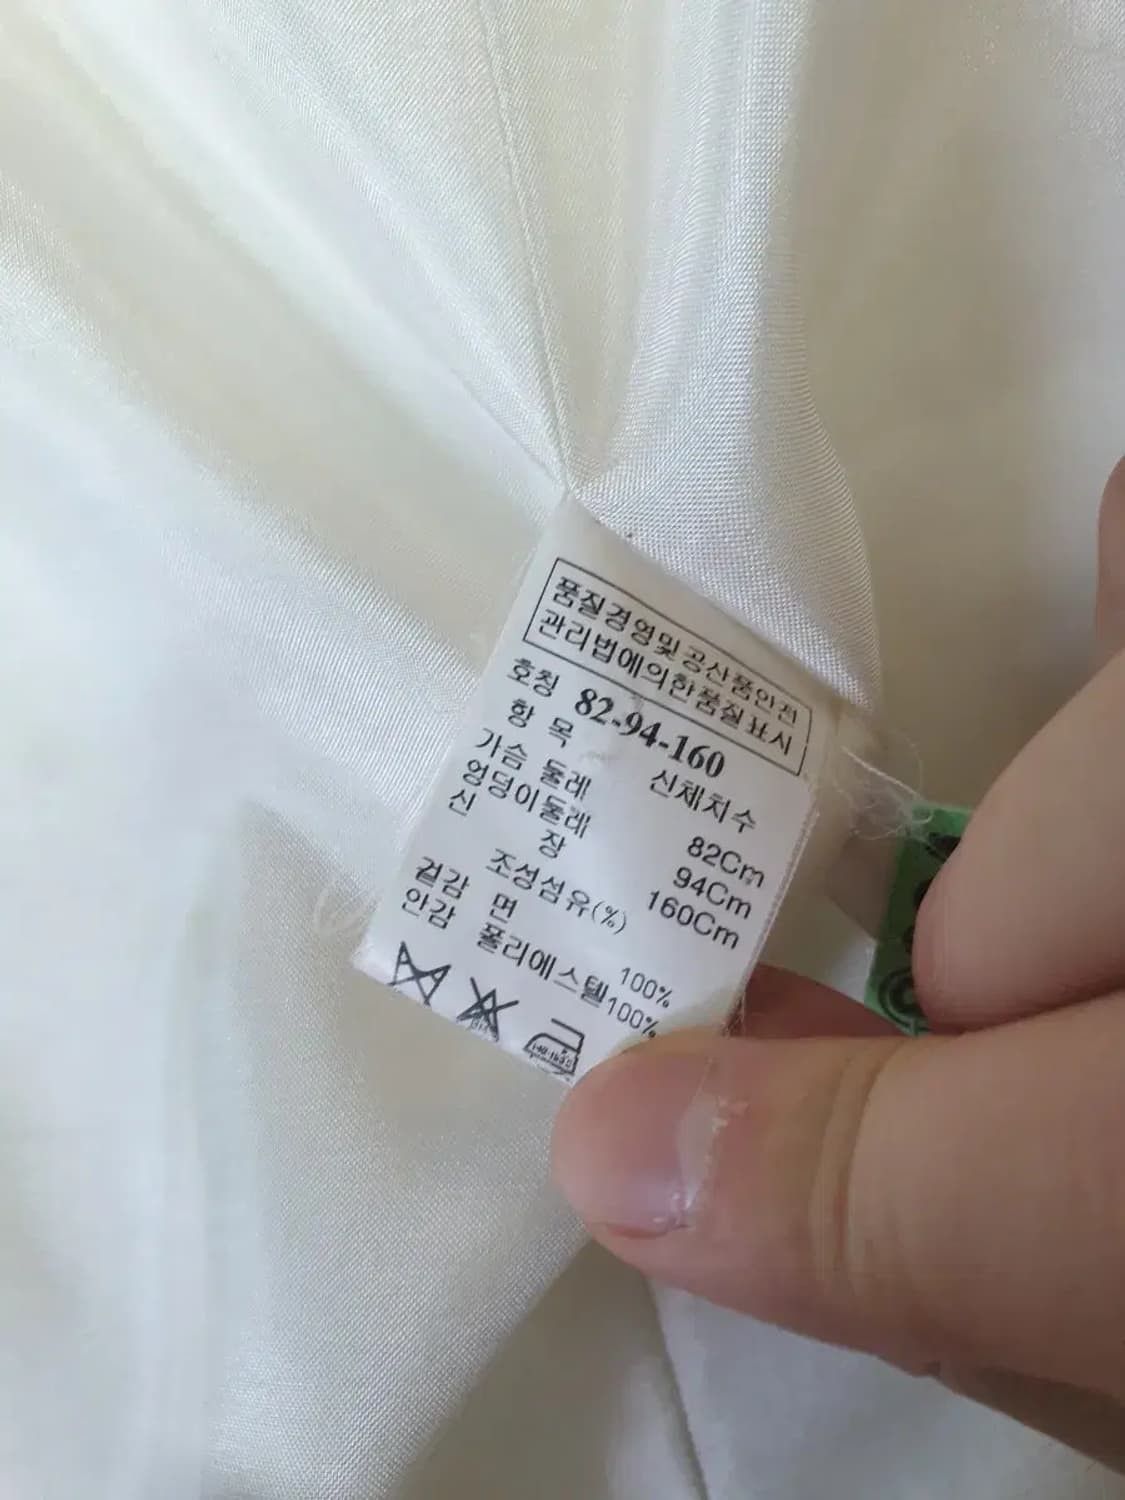 품질경영및 공산품안전
관리법에의한품질표시
호칭 82-94-160
항 목 신체치수
가슴 둘레 82Cm
엉덩이둘레 94Cm
신 장 160Cm
조성섬유(%)
겉감 면 100%
안감 폴리에스텔100%